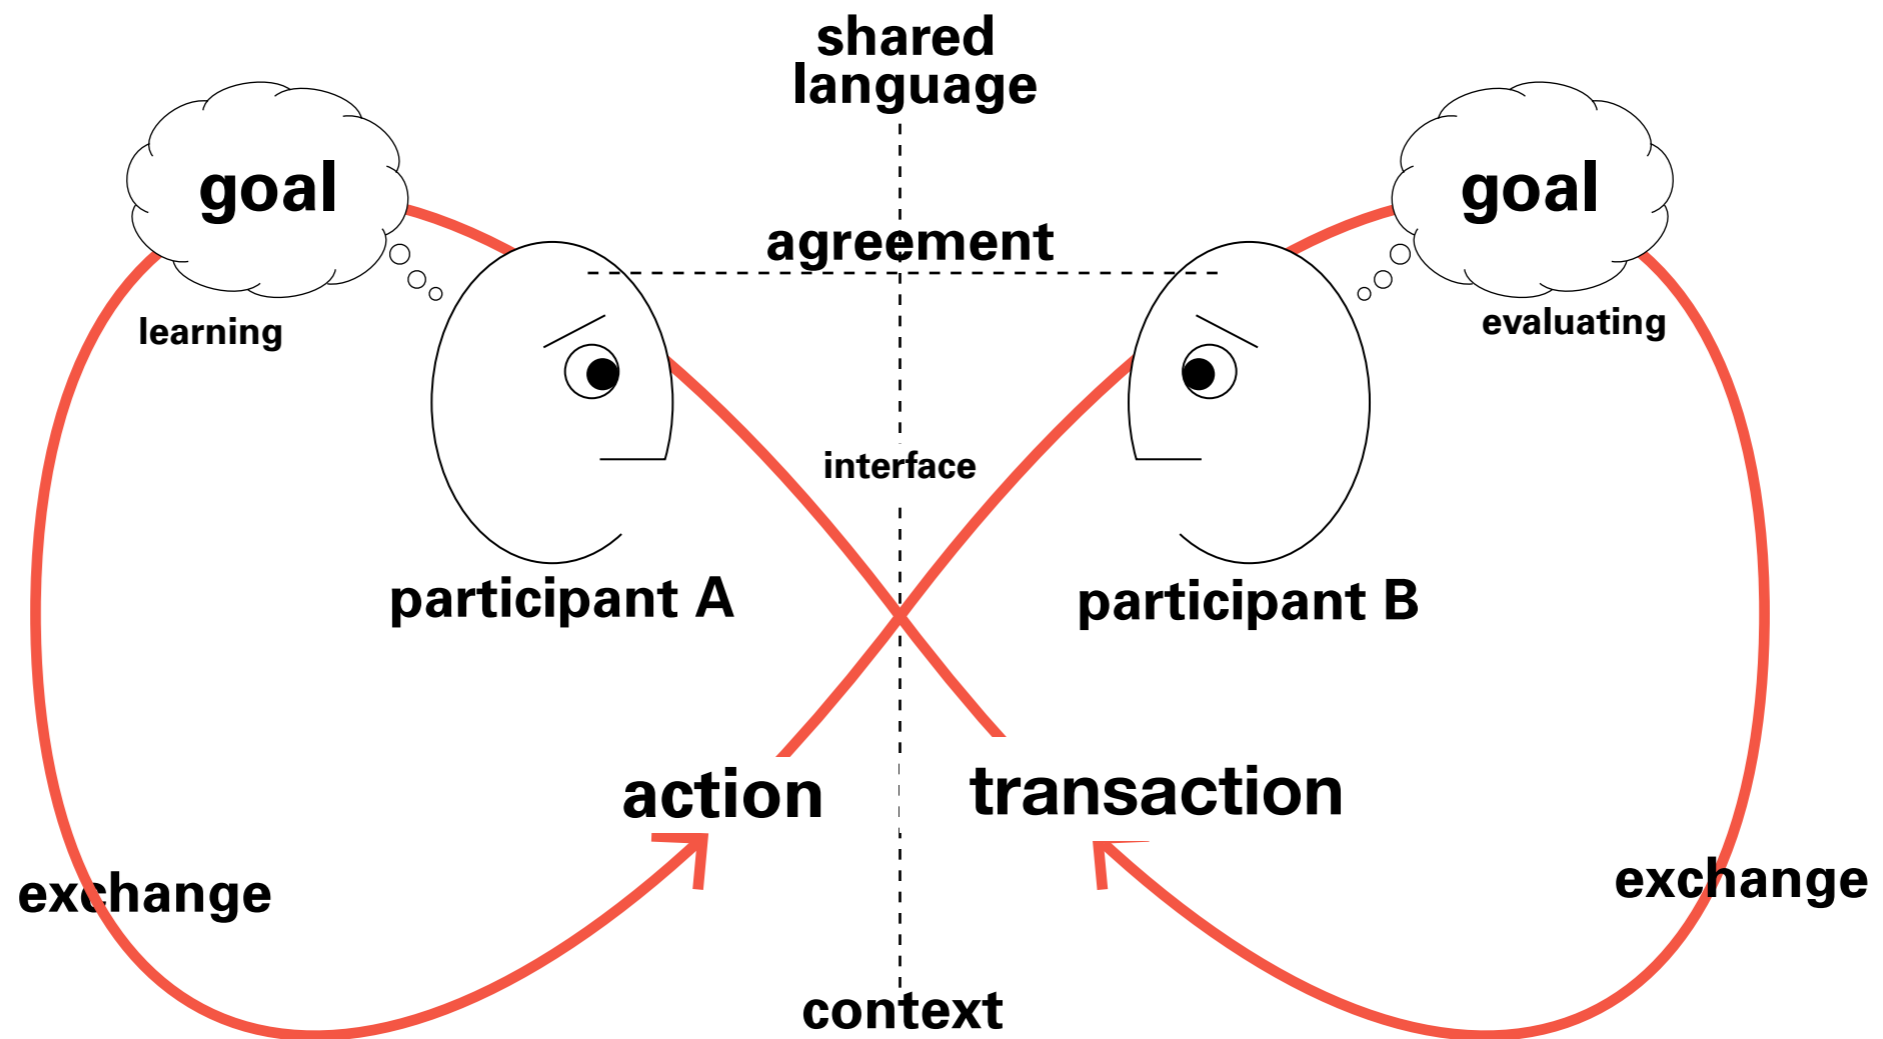 shared
language
goal
goal
agreement
learning
evaluating
interface
participant A
participant B
action
transaction
exchange
exchange
context